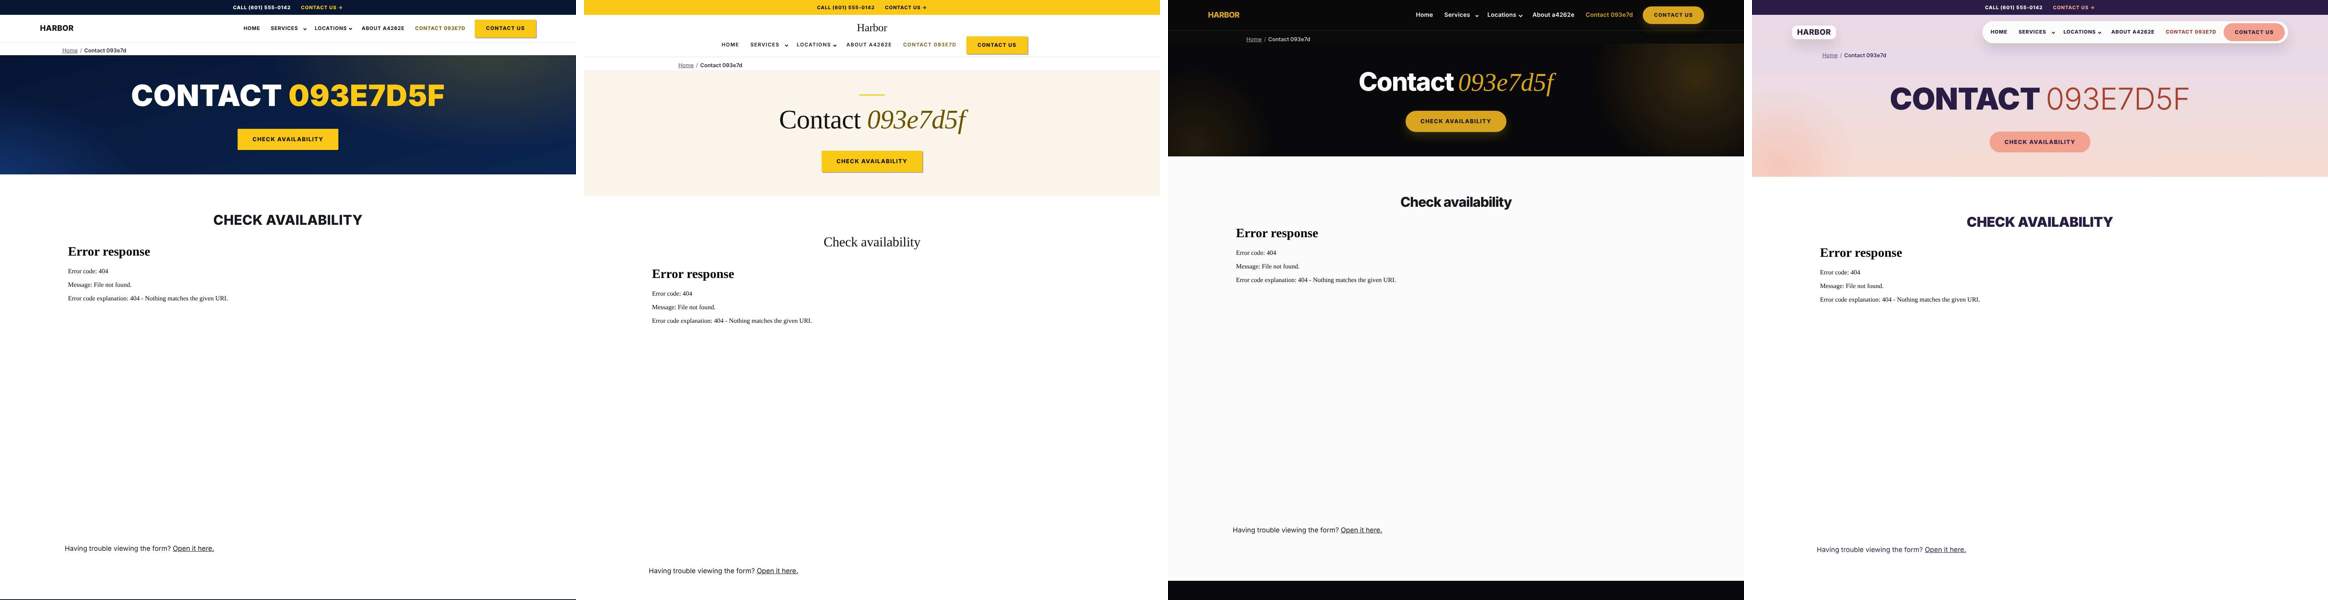 CALL (601) 555-0142 CONTACT US →
HARBOR HOME SERVICES LOCATIONS ABOUT A4262E CONTACT 093E7D CONTACT US
Home / Contact 093e7d
CONTACT 093E7D5F
CHECK AVAILABILITY
CHECK AVAILABILITY
Error response
Error code: 404
Message: File not found.
Error code explanation: 404 - Nothing matches the given URI.
Having trouble viewing the form? Open it here.
CALL (601) 555-0142 CONTACT US →
Harbor
HOME SERVICES LOCATIONS ABOUT A4262E CONTACT 093E7D CONTACT US
Home / Contact 093e7d
Contact 093e7d5f
CHECK AVAILABILITY
Check availability
Error response
Error code: 404
Message: File not found.
Error code explanation: 404 - Nothing matches the given URI.
Having trouble viewing the form? Open it here.
HARBOR Home Services Locations About a4262e Contact 093e7d CONTACT US
Home / Contact 093e7d
Contact 093e7d5f
CHECK AVAILABILITY
Check availability
Error response
Error code: 404
Message: File not found.
Error code explanation: 404 - Nothing matches the given URI.
Having trouble viewing the form? Open it here.
CALL (601) 555-0142 CONTACT US →
HARBOR HOME SERVICES LOCATIONS ABOUT A4262E CONTACT 093E7D CONTACT US
Home / Contact 093e7d
CONTACT 093E7D5F
CHECK AVAILABILITY
CHECK AVAILABILITY
Error response
Error code: 404
Message: File not found.
Error code explanation: 404 - Nothing matches the given URI.
Having trouble viewing the form? Open it here.